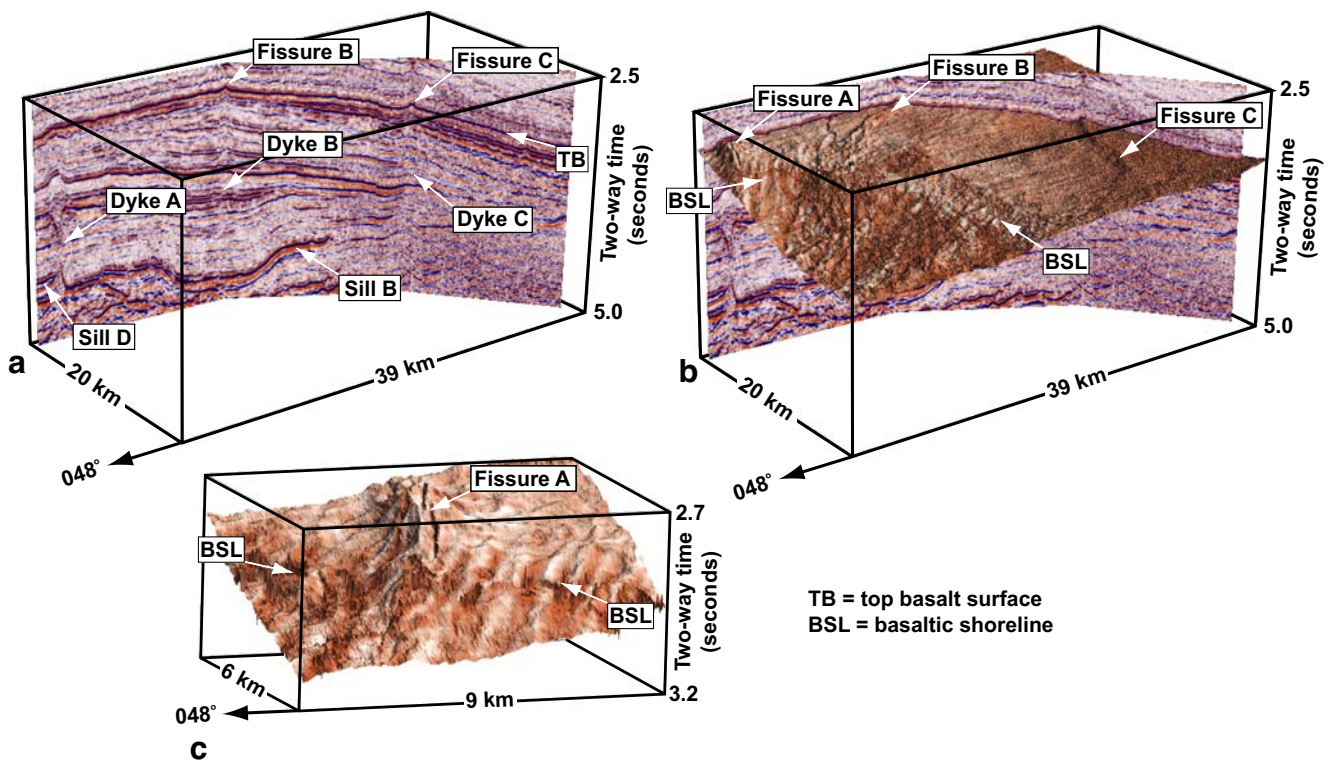 Fissure B
Fissure C
2.5
Dyke B
TB
Two-way time
(seconds)
Dyke A
Dyke C
Sill B
5.0
Sill D
a
20 km
39 km
048°
Fissure B
2.5
Fissure A
Fissure C
BSL
Two-way time
(seconds)
BSL
5.0
b
20 km
39 km
048°
Fissure A
2.7
BSL
BSL
Two-way time
(seconds)
6 km
9 km
3.2
048°
c
TB = top basalt surface
BSL = basaltic shoreline